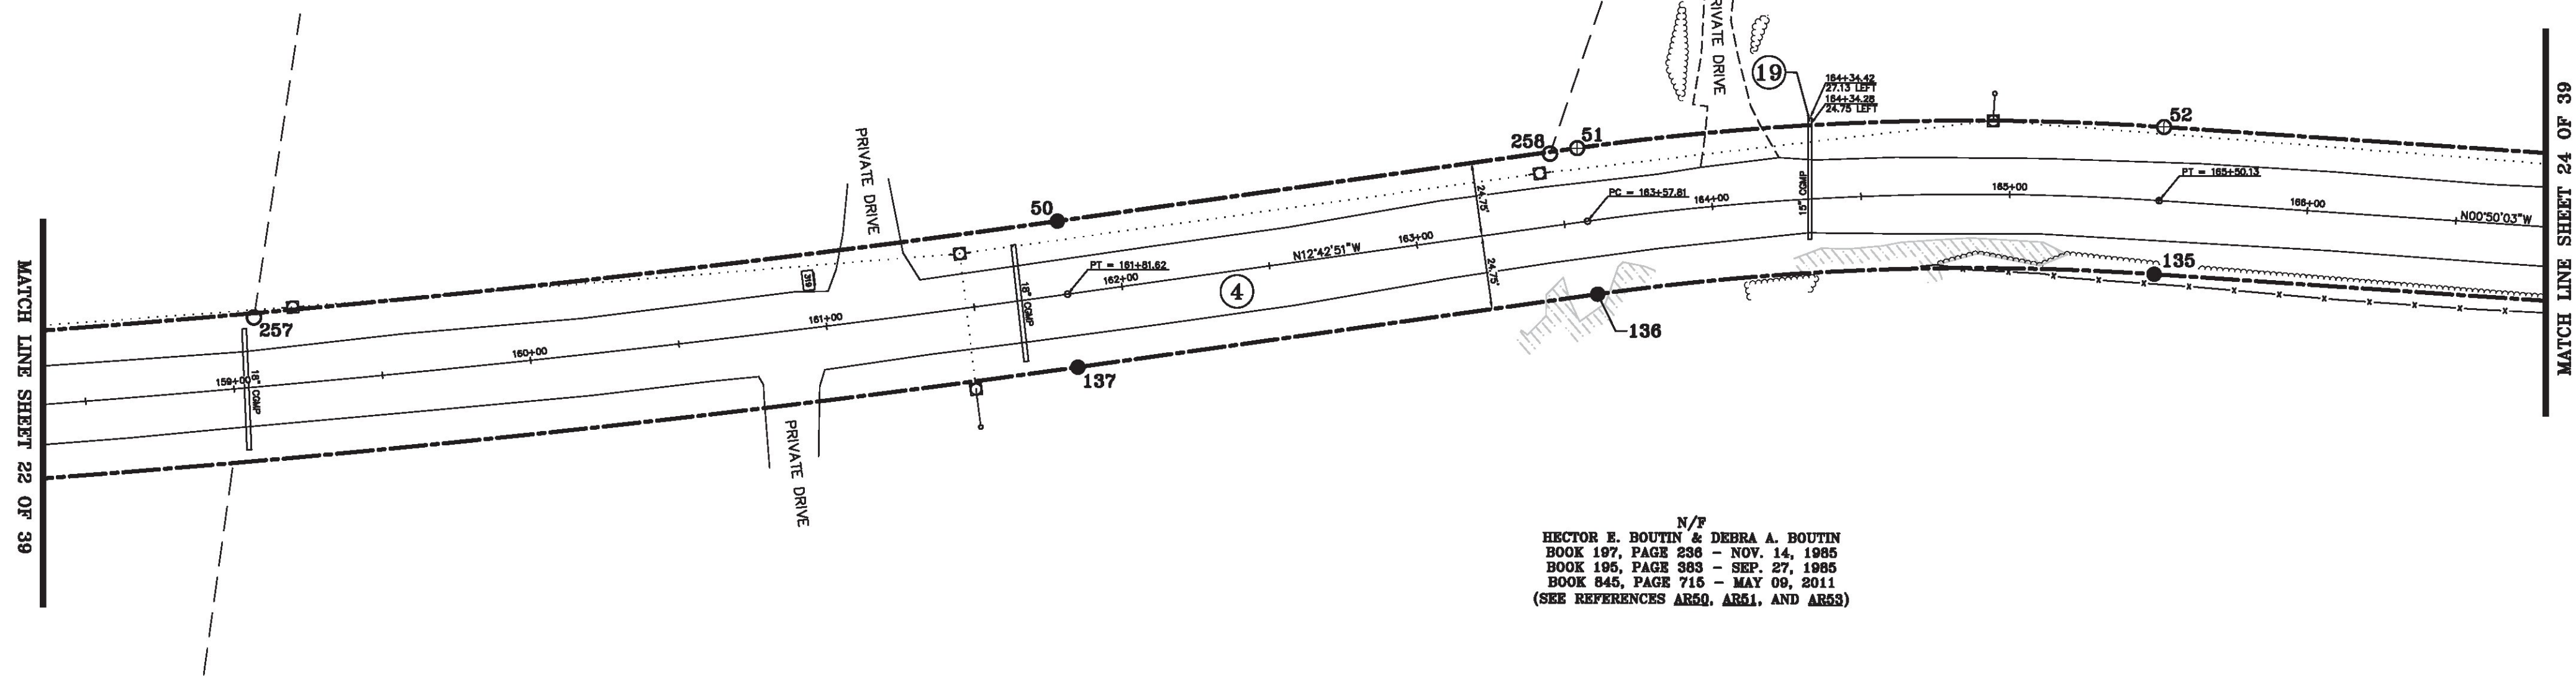 MATCH LINE SHEET 22 OF 39
257
159+00
18" CGMP
160+00
161+00
319
PRIVATE DRIVE
PRIVATE DRIVE
50
18" CGMP
PT = 161+81.62
162+00
137
4
N12°42'51"W
163+00
24.75'
24.75'
258
51
PC = 163+57.81
136
164+00
RIVATE DRIVE
19
164+34.42
27.13 LEFT
164+34.28
24.75 LEFT
15" CGMP
165+00
52
PT = 165+50.13
135
166+00
N00°50'03"W
MATCH LINE SHEET 24 OF 39
N/F
HECTOR E. BOUTIN & DEBRA A. BOUTIN
BOOK 197, PAGE 236 - NOV. 14, 1985
BOOK 195, PAGE 383 - SEP. 27, 1985
BOOK 845, PAGE 715 - MAY 09, 2011
(SEE REFERENCES AR50, AR51, AND AR53)